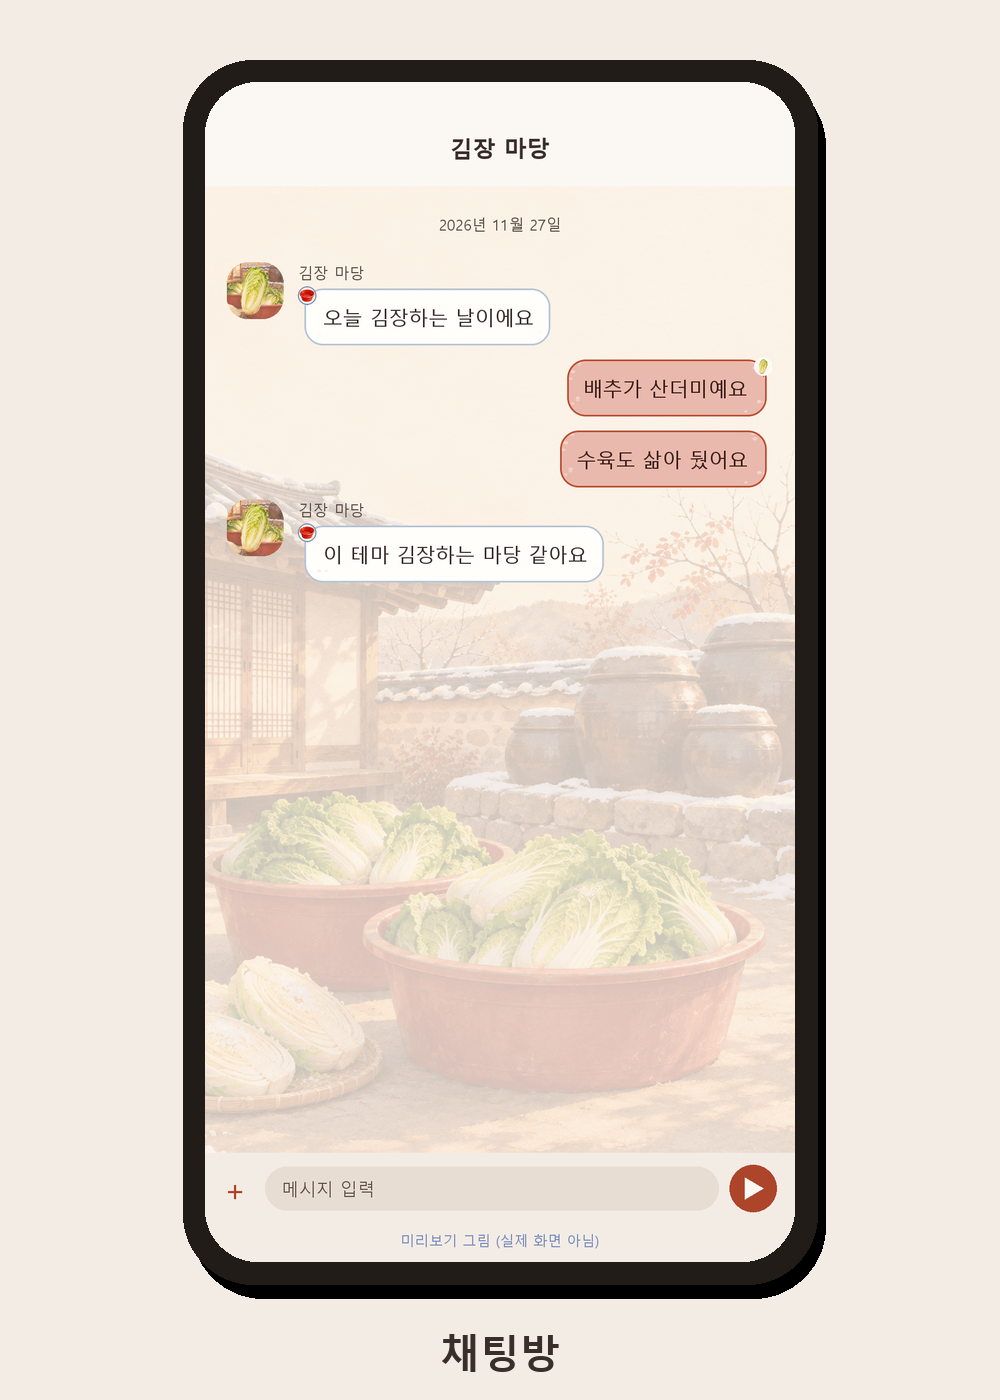 김장 마당
2026년 11월 27일
김장 마당
오늘 김장하는 날이에요
배추가 산더미예요
수육도 삶아 뒀어요
김장 마당
이 테마 김장하는 마당 같아요
+ 메시지 입력
미리보기 그림 (실제 화면 아님)
채팅방